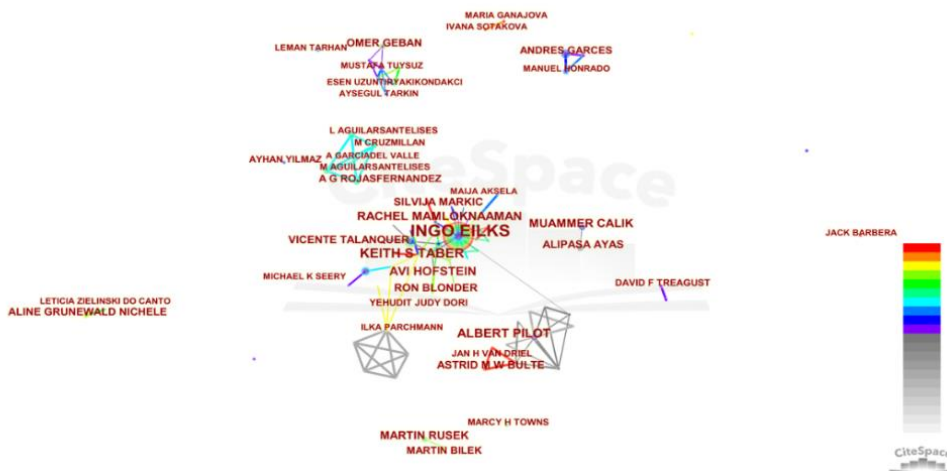 MARIA GANAJOVA
IVANA SOTAKOVA
LEMAN TARHAN
OMER GEBAN
ANDRES GARCES
MUSTAFA TUYSUZ
MANUEL HONRADO
ESEN UZUNTIRYAKIKONDAKCI
AYSEGUL TARKIN
L AGUILARSANTELISES
M CRUZMILLAN
A GARCIADEL VALLE
AYHAN YILMAZ
M AGUILARSANTELISES
A G ROJASFERNANDEZ
CiteSpace
MAIJA AKSELA
SILVIJA MARKIC
RACHEL MAMLOKNAAMAN
INGO EILKS
MUAMMER CALIK
JACK BARBERA
VICENTE TALANQUER
ALIPASA AYAS
KEITH S TABER
AVI HOFSTEIN
MICHAEL K SEERY
DAVID F TREAGUST
RON BLONDER
LETICIA ZIELINSKI DO CANTO
YEHUDIT JUDY DORI
ALINE GRUNEWALD NICHELE
ILKA PARCHMANN
ALBERT PILOT
JAN H VAN DRIEL
ASTRID M W BULTE
MARCY H TOWNS
MARTIN RUSEK
MARTIN BILEK
CiteSpace